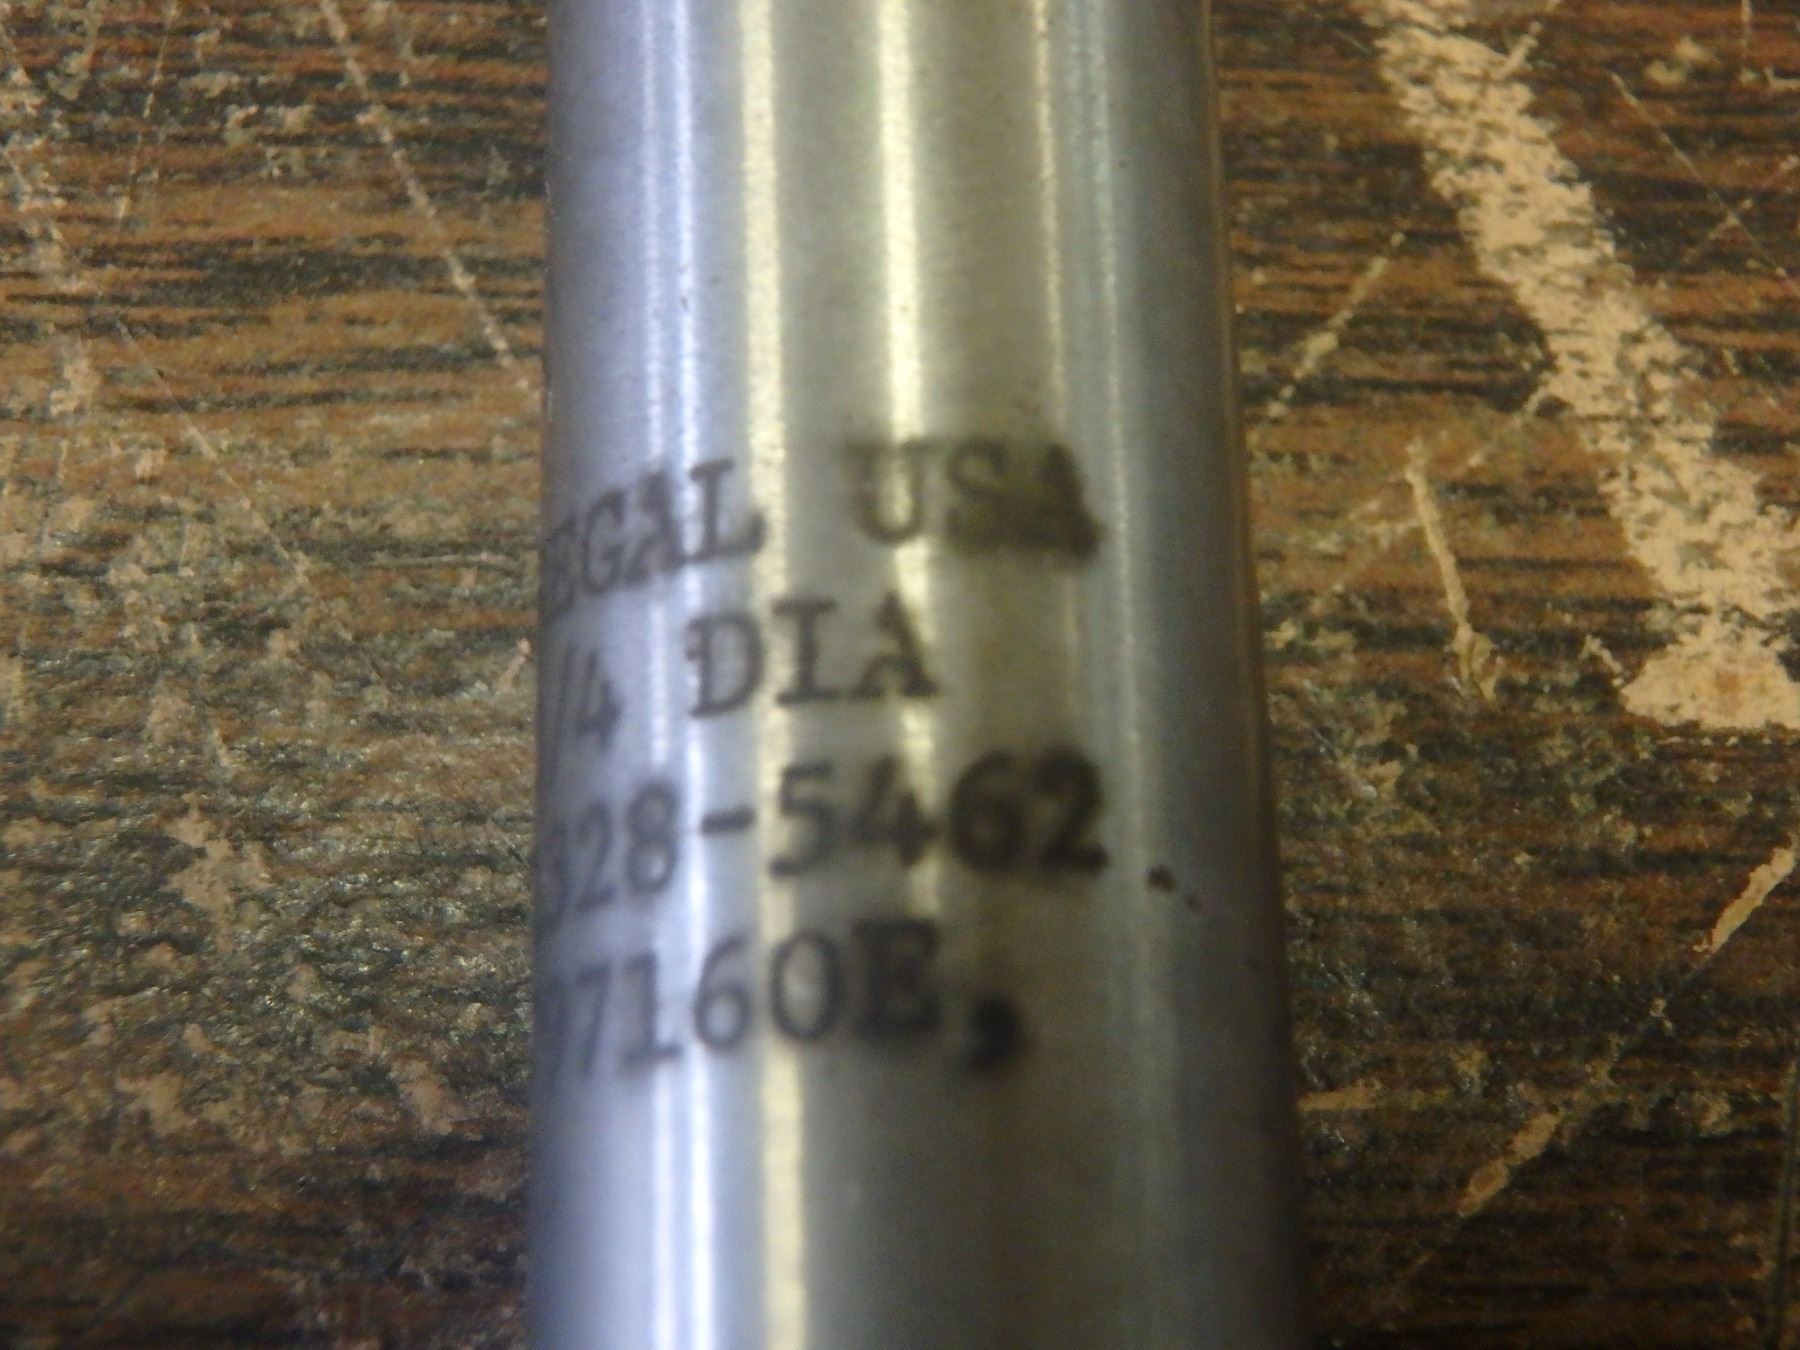 EGAL USA
/4 DIA
328-5462
7160E,